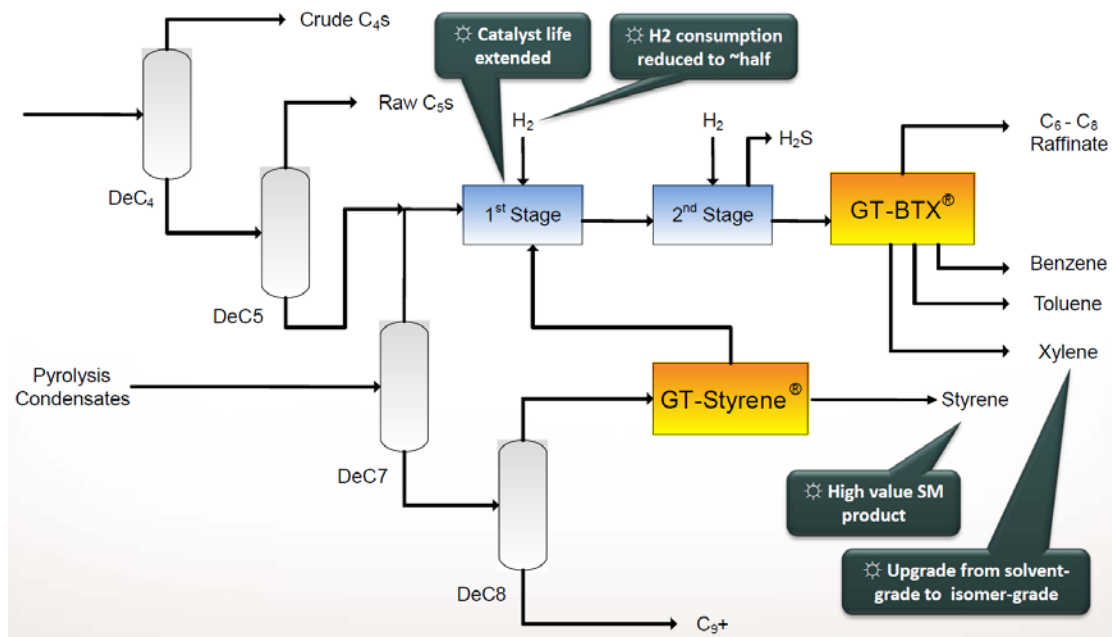 Crude C₄s
☼ Catalyst life
extended
☼ H2 consumption
reduced to ~half
Raw C₅s
H₂
H₂
H₂S
C₆ - C₈
Raffinate
DeC₄
1ˢᵗ Stage
2ⁿᵈ Stage
GT-BTX®
Benzene
DeC5
Toluene
Xylene
Pyrolysis
Condensates
GT-Styrene®
Styrene
DeC7
☼ High value SM
product
☼ Upgrade from solvent-
grade to isomer-grade
DeC8
C₉+